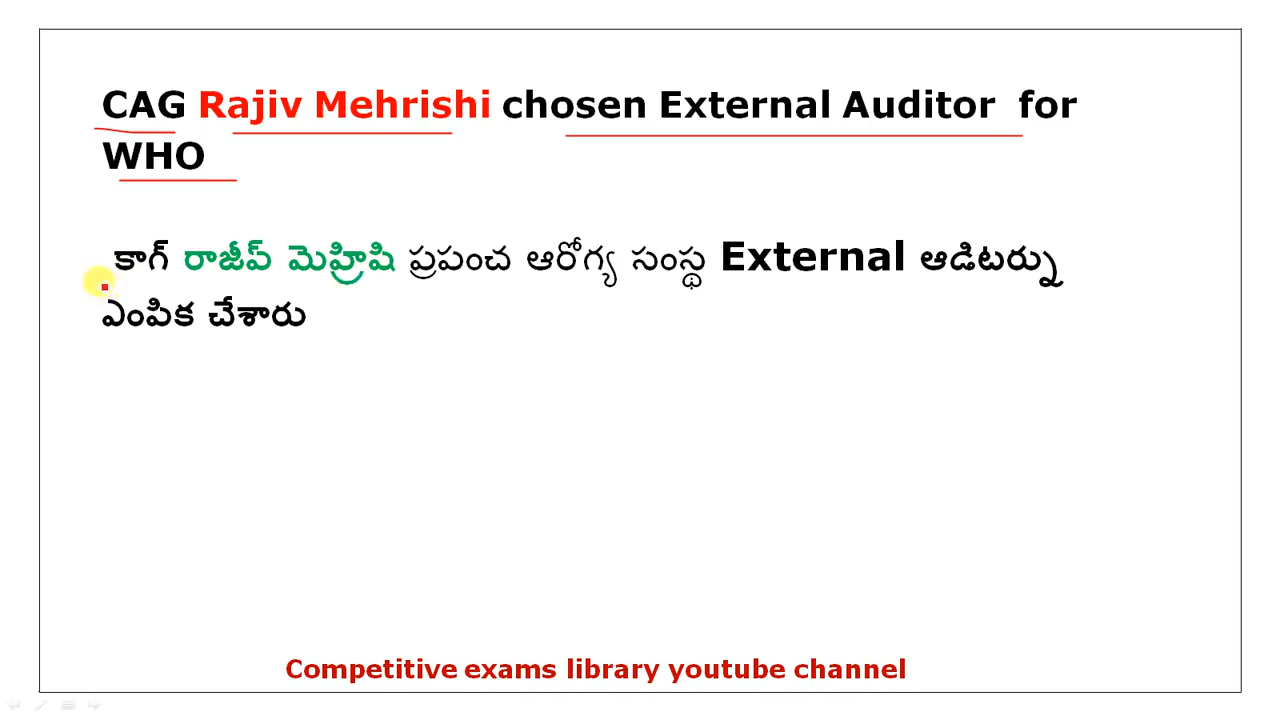 CAG Rajiv Mehrishi chosen External Auditor for
WHO
కాగ్ రాజీవ్ మెహ్రిషి ప్రపంచ ఆరోగ్య సంస్థ External ఆడిటర్ను
ఎంపిక చేశారు
Competitive exams library youtube channel